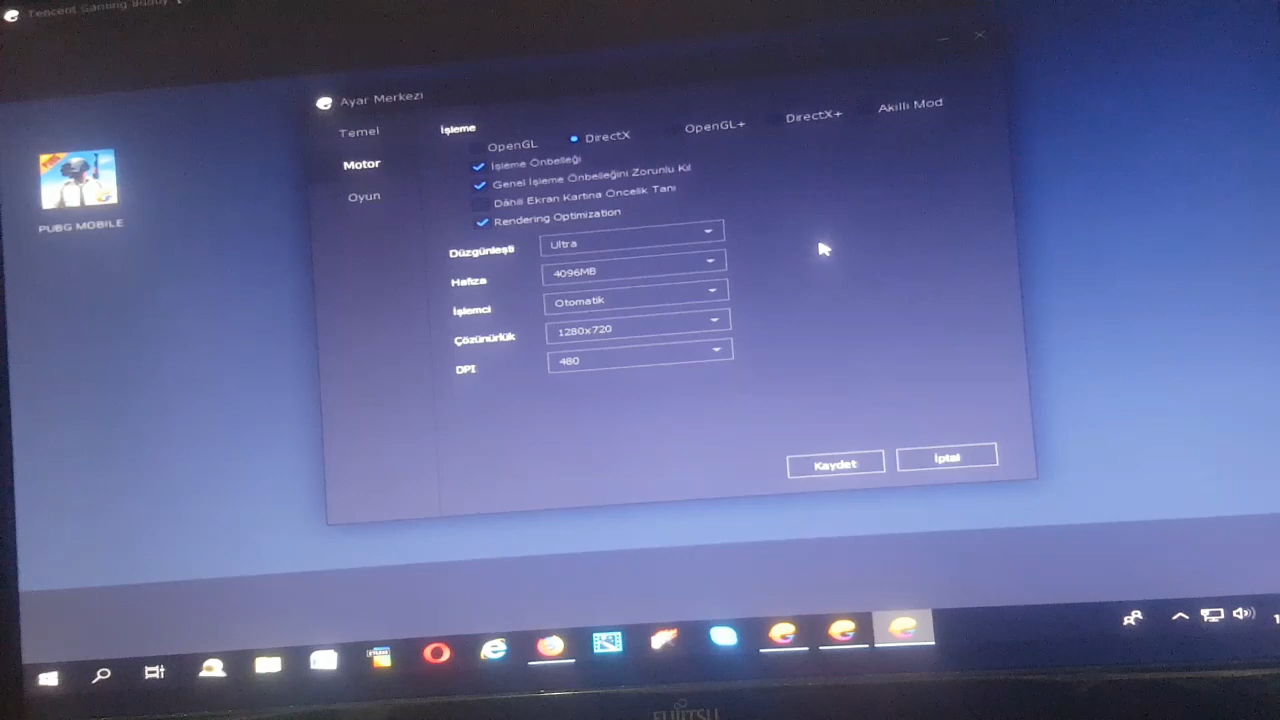 Tencent Gaming Buddy
Ayar Merkezi
Temel
Motor
Oyun
İşleme
OpenGL
DirectX
OpenGL+
DirectX+
Akıllı Mod
İşleme Önbelleği
Genel İşleme Önbelleğini Zorunlu Kıl
Dâhili Ekran Kartına Öncelik Tanı
Rendering Optimization
Düzgünleşti Ultra
Hafıza 4096MB
İşlemci Otomatik
Çözünürlük 1280x720
DPI 480
Kaydet
İptal
PUBG MOBILE
FUJITSU